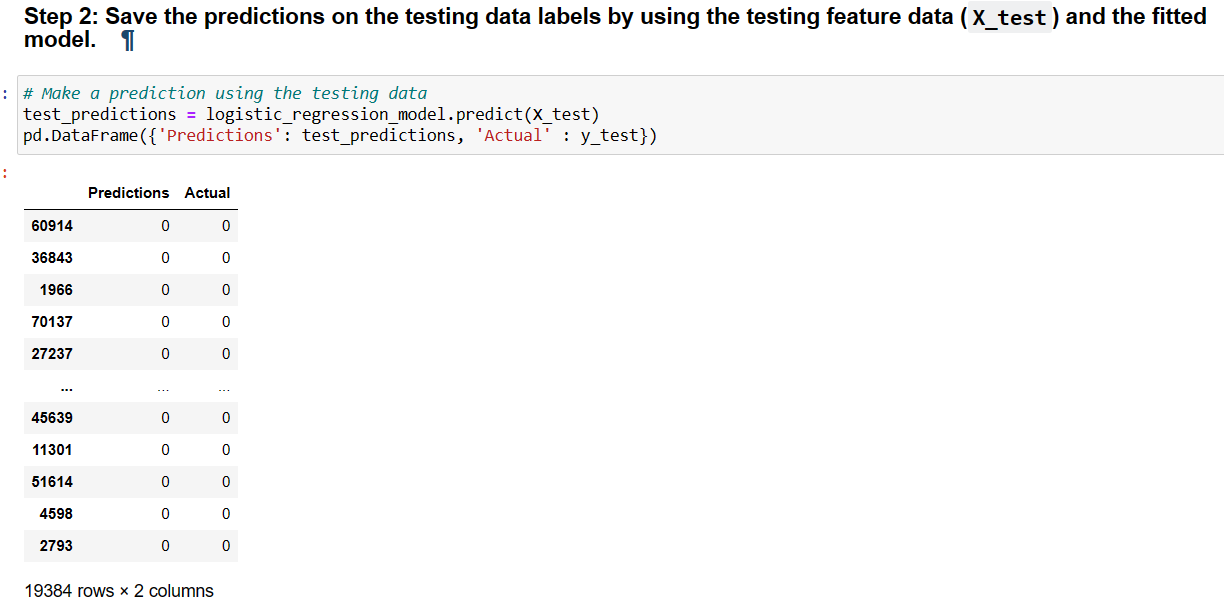 Step 2: Save the predictions on the testing data labels by using the testing feature data (X_test) and the fitted
model. ¶
:
# Make a prediction using the testing data
test_predictions = logistic_regression_model.predict(X_test)
pd.DataFrame({'Predictions': test_predictions, 'Actual' : y_test})
:
Predictions Actual
60914 0 0
36843 0 0
1966 0 0
70137 0 0
27237 0 0
... ... ...
45639 0 0
11301 0 0
51614 0 0
4598 0 0
2793 0 0
19384 rows × 2 columns